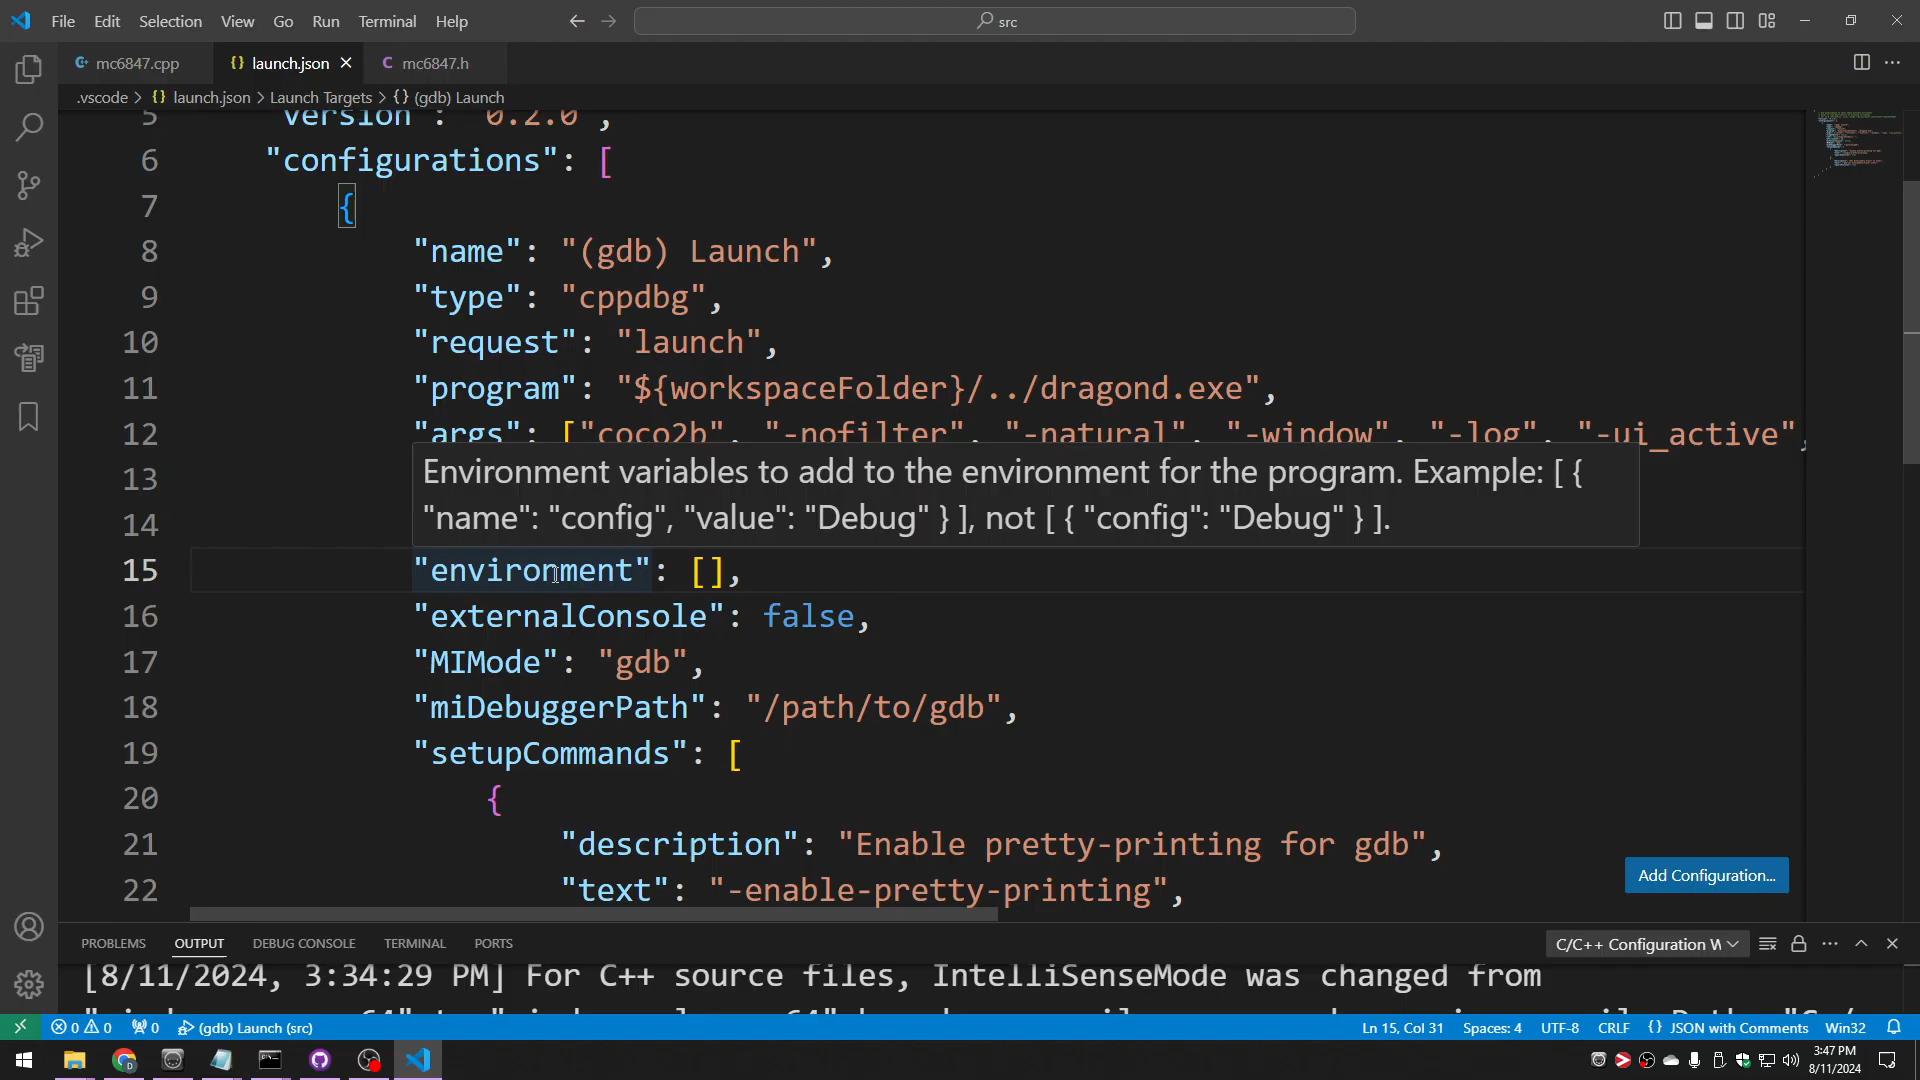 File Edit Selection View Go Run Terminal Help src
mc6847.cpp launch.json mc6847.h
.vscode > launch.json > Launch Targets > {} (gdb) Launch
5 "version": "0.2.0",
6 "configurations": [
7 {
8 "name": "(gdb) Launch",
9 "type": "cppdbg",
10 "request": "launch",
11 "program": "${workspaceFolder}/../dragond.exe",
12 "args": ["coco2b", "-nofilter", "-natural", "-window", "-log", "-ui_active",
13
14
Environment variables to add to the environment for the program. Example: [ {
"name": "config", "value": "Debug" } ], not [ { "config": "Debug" } ].
15 "environment": [],
16 "externalConsole": false,
17 "MIMode": "gdb",
18 "miDebuggerPath": "/path/to/gdb",
19 "setupCommands": [
20 {
21 "description": "Enable pretty-printing for gdb",
22 "text": "-enable-pretty-printing",
Add Configuration...
PROBLEMS OUTPUT DEBUG CONSOLE TERMINAL PORTS C/C++ Configuration W
[8/11/2024, 3:34:29 PM] For C++ source files, IntelliSenseMode was changed from
0 0 0 (gdb) Launch (src) Ln 15, Col 31 Spaces: 4 UTF-8 CRLF {} JSON with Comments Win32
3:47 PM
8/11/2024